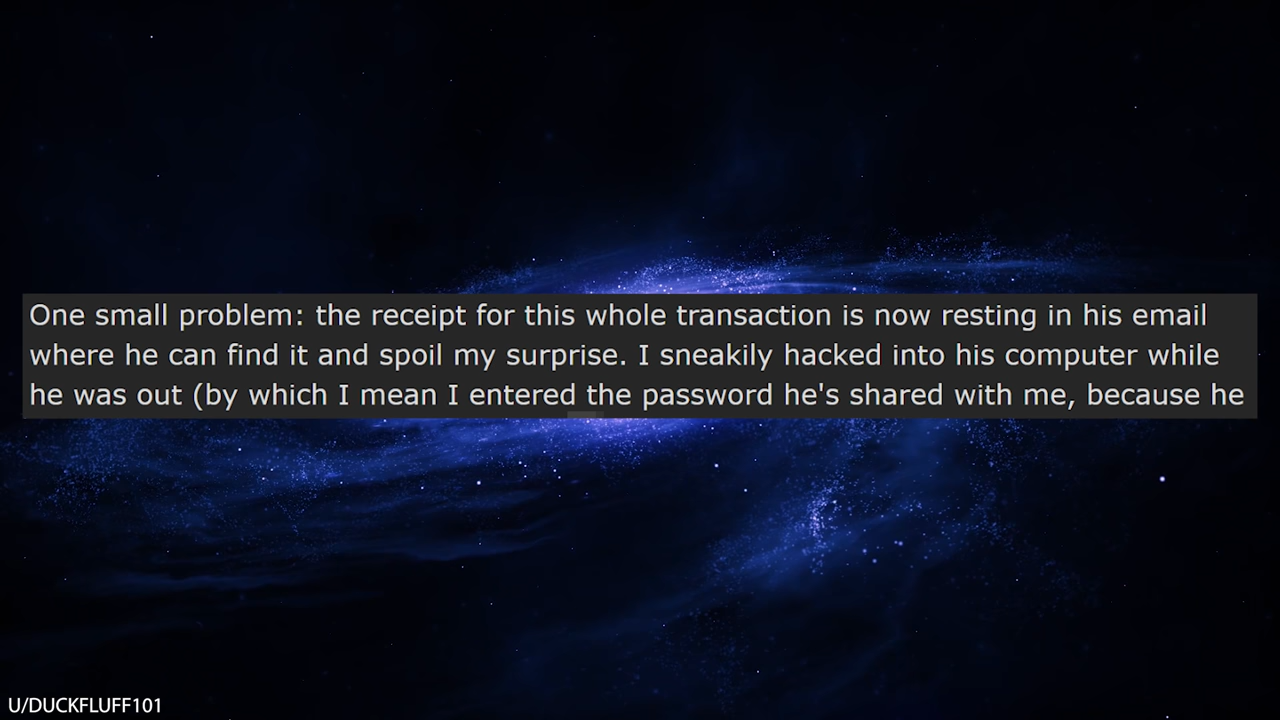 One small problem: the receipt for this whole transaction is now resting in his email
where he can find it and spoil my surprise. I sneakily hacked into his computer while
he was out (by which I mean I entered the password he's shared with me, because he
U/DUCKFLUFF101